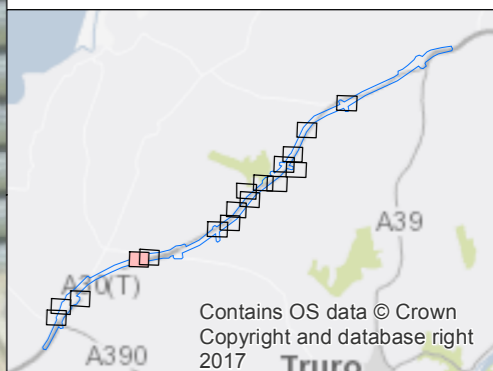 A39
A30(T)
Contains OS data © Crown
Copyright and database right
2017
A390
Truro